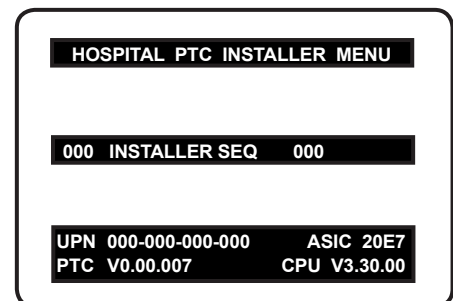 HOSPITAL PTC INSTALLER MENU
000 INSTALLER SEQ 000
UPN 000-000-000-000 ASIC 20E7
PTC V0.00.007 CPU V3.30.00